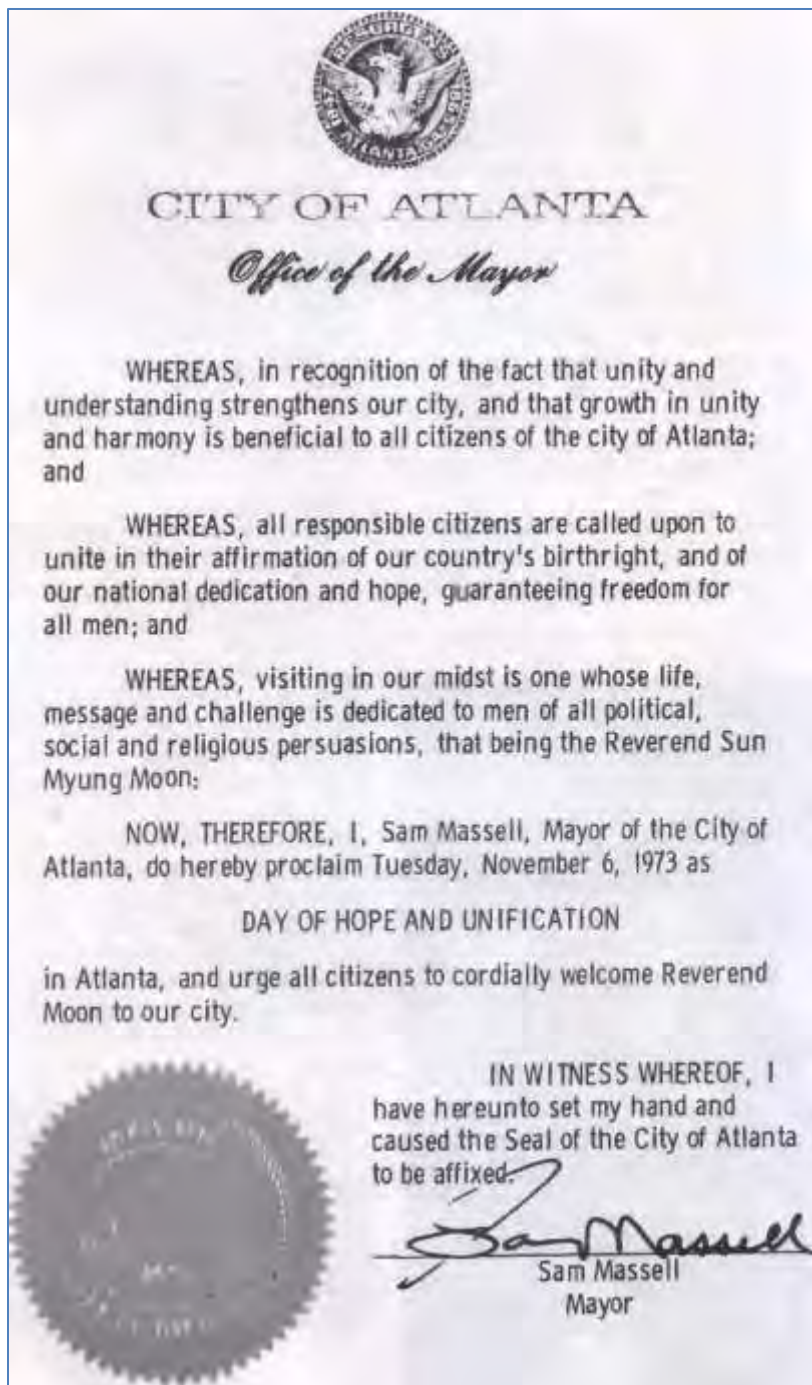 RESURGENS
1847 1865
ATLANTA, GA.
CITY OF ATLANTA
Office of the Mayor
WHEREAS, in recognition of the fact that unity and
understanding strengthens our city, and that growth in unity
and harmony is beneficial to all citizens of the city of Atlanta;
and
WHEREAS, all responsible citizens are called upon to
unite in their affirmation of our country's birthright, and of
our national dedication and hope, guaranteeing freedom for
all men; and
WHEREAS, visiting in our midst is one whose life,
message and challenge is dedicated to men of all political,
social and religious persuasions, that being the Reverend Sun
Myung Moon:
NOW, THEREFORE, I, Sam Massell, Mayor of the City of
Atlanta, do hereby proclaim Tuesday, November 6, 1973 as
DAY OF HOPE AND UNIFICATION
in Atlanta, and urge all citizens to cordially welcome Reverend
Moon to our city.
IN WITNESS WHEREOF, I
have hereunto set my hand and
caused the Seal of the City of Atlanta
to be affixed.
Sam Massell
Sam Massell
Mayor